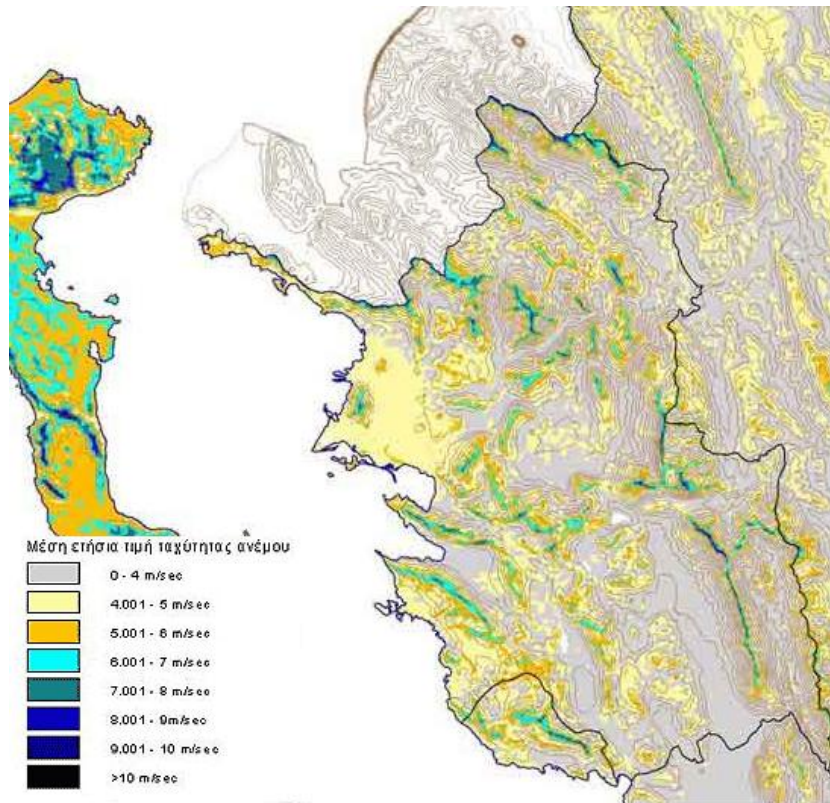 Μέση ετήσια τιμή ταχύτητας ανέμου
0 - 4 m/sec
4.001 - 5 m/sec
5.001 - 6 m/sec
6.001 - 7 m/sec
7.001 - 8 m/sec
8.001 - 9m/sec
9.001 - 10 m/sec
>10 m/sec